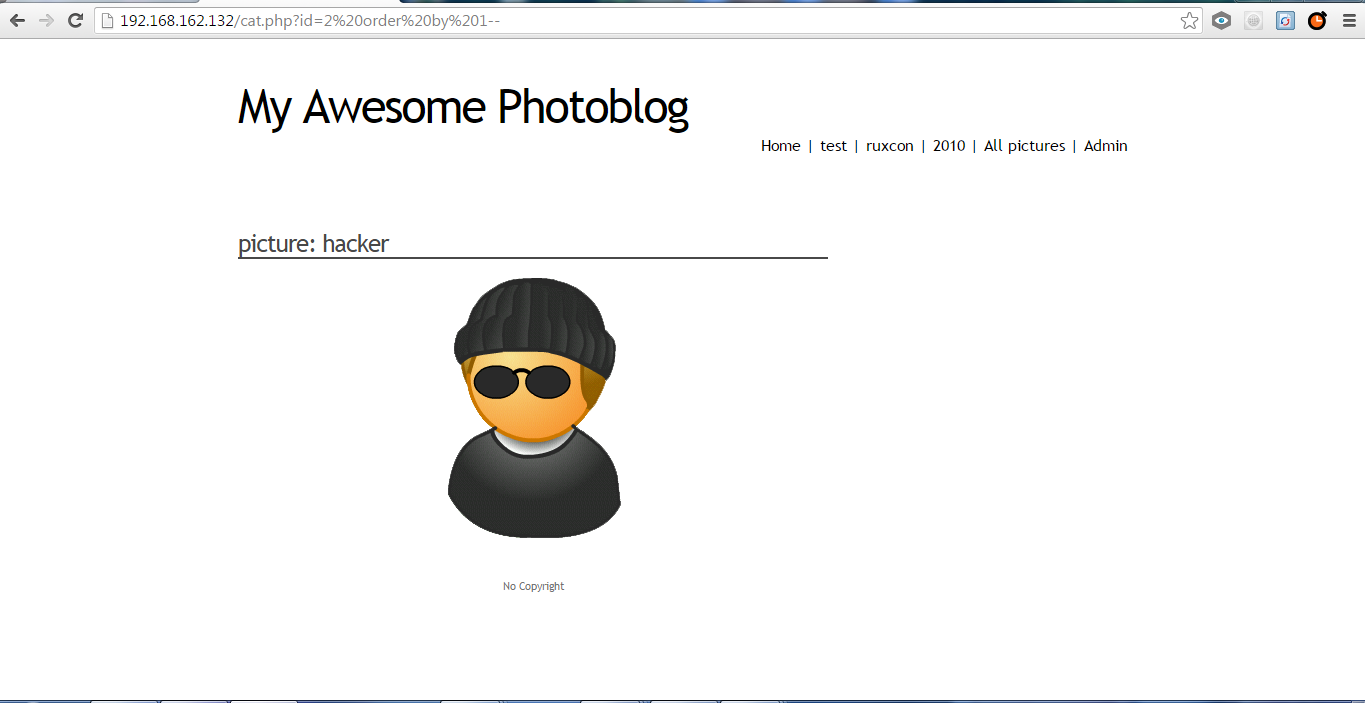 192.168.162.132/cat.php?id=2%20order%20by%201--
My Awesome Photoblog
Home | test | ruxcon | 2010 | All pictures | Admin
picture: hacker
No Copyright